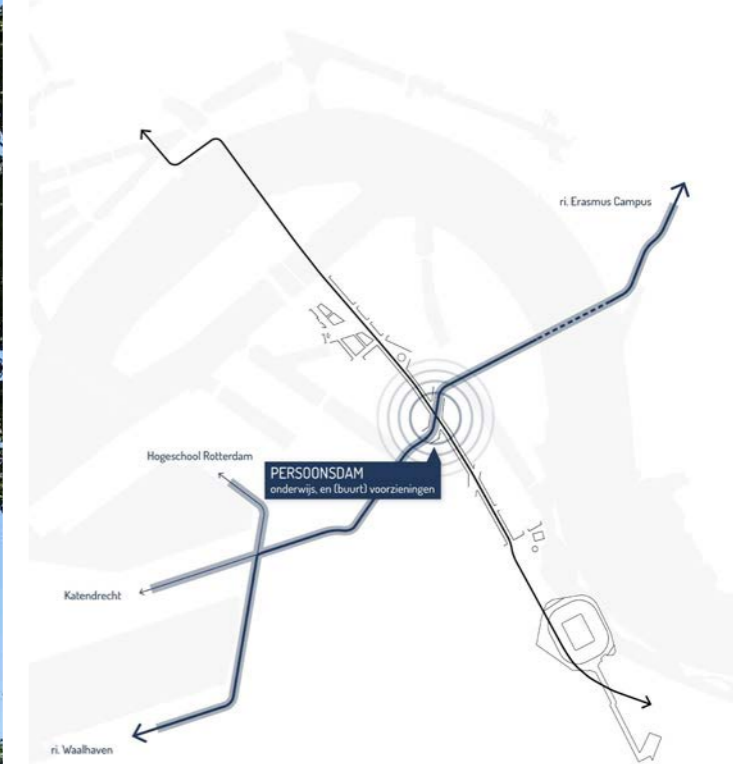 ri. Erasmus Campus
Hogeschool Rotterdam
PERSOONSDAM
onderwijs, en (buurt) voorzieningen
Katendrecht
ri. Waalhaven